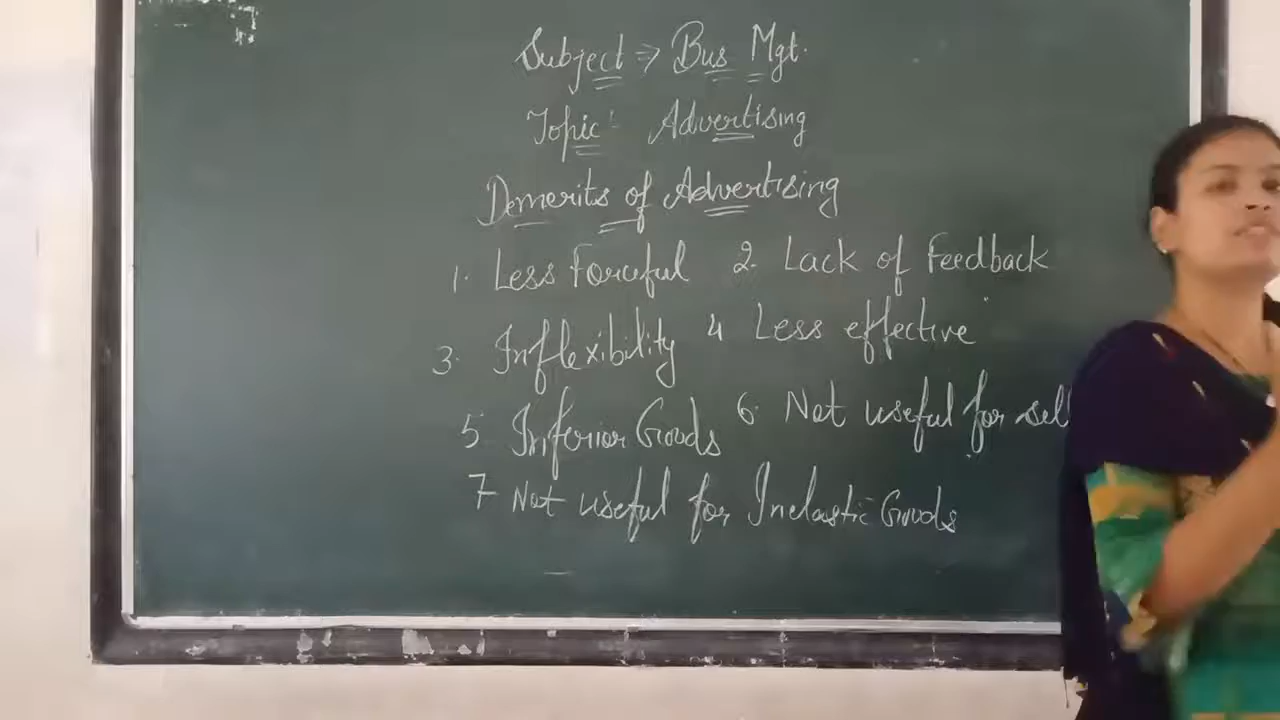 Subject ⇒ Bus Mgt.
Topic: Advertising
Demerits of Advertising
1. Less Forceful 2. Lack of Feedback
3. Inflexibility 4 Less effective
5 Inferior Goods 6. Not useful for
7 Not useful for Inelastic Goods